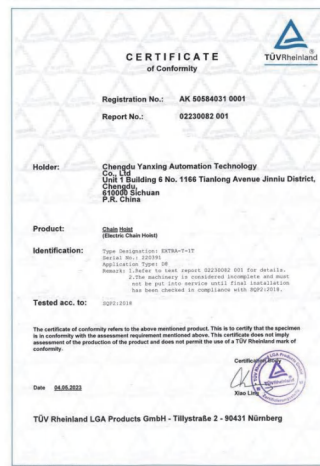 CERTIFICATE
of Conformity
TÜVRheinland®
Registration No.: AK 50584031 0001
Report No.: 02230082 001
Holder: Chengdu Yanxing Automation Technology
Co., Ltd
Unit 1 Building 6 No. 1166 Tianlong Avenue Jinniu District,
Chengdu,
610000 Sichuan
P.R. China
Product: Chain Hoist
(Electric Chain Hoist)
Identification: Type Designation: EXTRA-T-1T
Serial No.: 220391
Application Type: D8
Remark: 1.Refer to test report 02230082 001 for details.
2.The machinery is considered incomplete and must
not be put into service until final installation
has been checked in compliance with SQP2:2018.
Tested acc. to: SQP2:2018
The certificate of conformity refers to the above mentioned product. This is to certify that the specimen
is in conformity with the assessment requirement mentioned above. This certificate does not imply
assessment of the production of the product and does not permit the use of a TÜV Rheinland mark of
conformity.
Certification
Date 04.05.2023
Xiao Ling
TÜV Rheinland LGA Products GmbH - Tillystraße 2 - 90431 Nürnberg